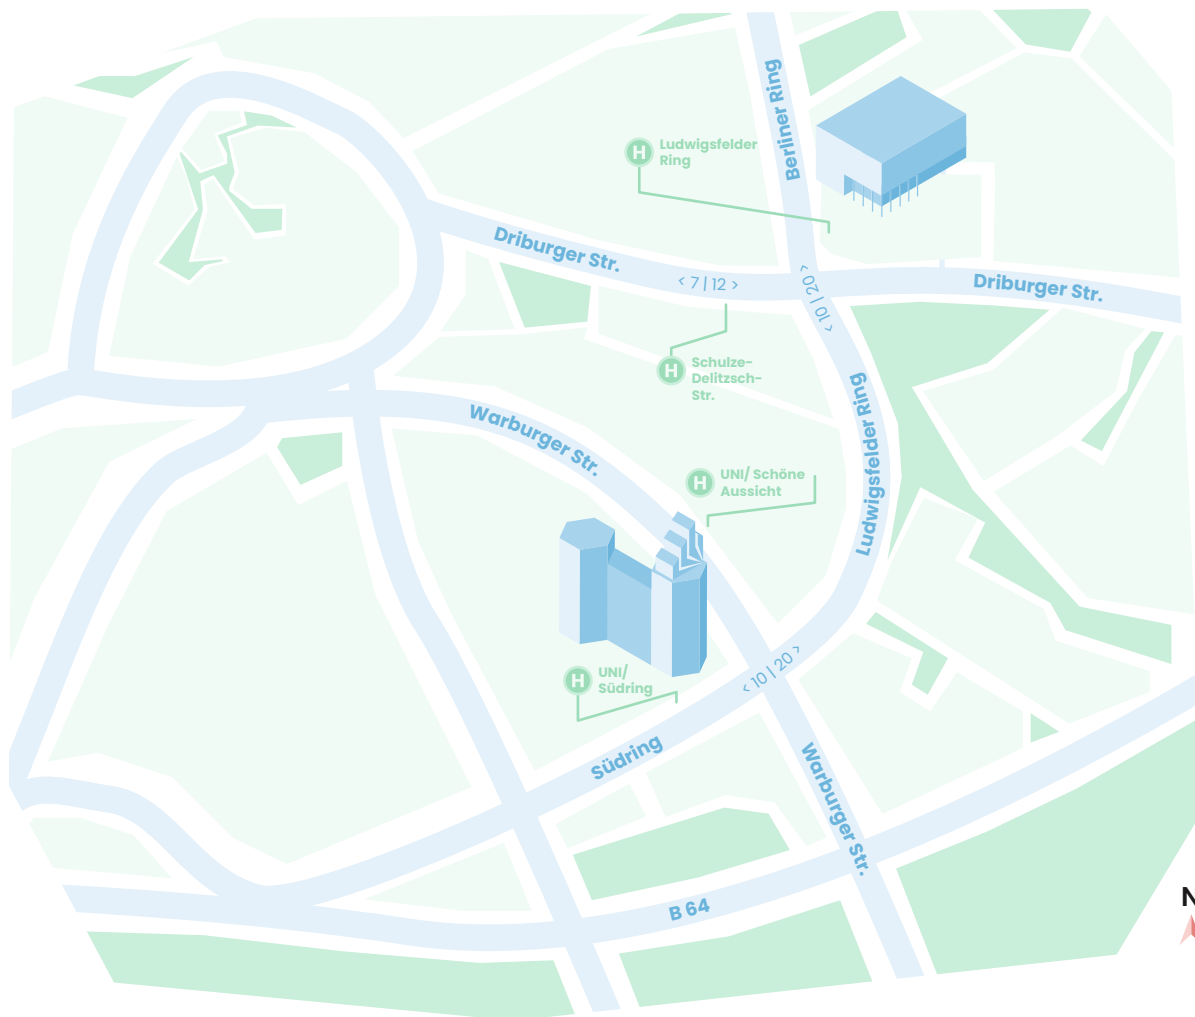 Berliner Ring
H
Ludwigsfelder
Ring
Driburger Str.
< 7 | 12 >
< 10 | 20 >
Driburger Str.
H
Schulze-
Delitzsch-
Str.
Ludwigsfelder Ring
Warburger Str.
H
UNI/ Schöne
Aussicht
H
UNI/
Südring
< 10 | 20 >
Südring
Warburger Str.
B 64
N